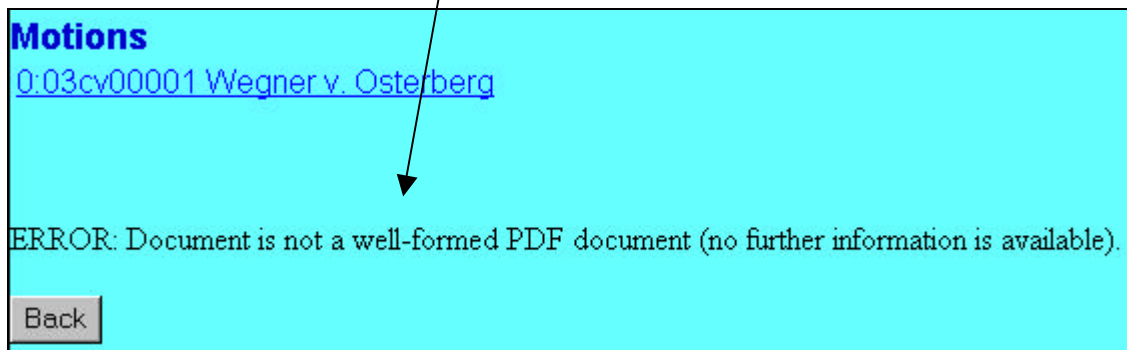 Motions
0:03cv00001 Wegner v. Osterberg
ERROR: Document is not a well-formed PDF document (no further information is available).
Back